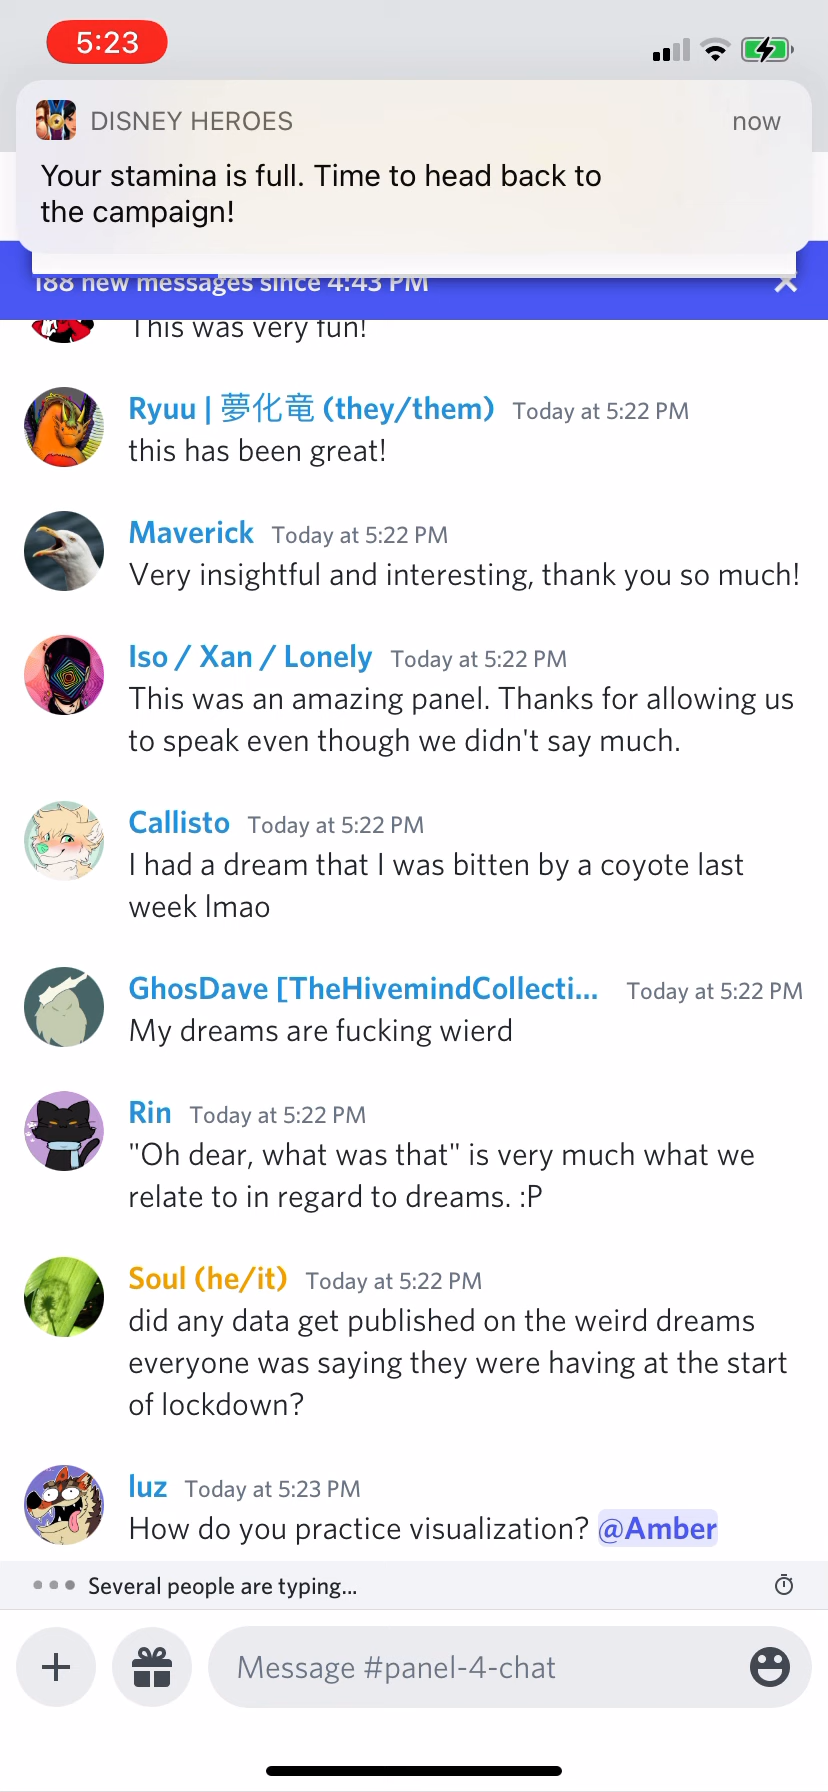 5:23
DISNEY HEROES
now
Your stamina is full. Time to head back to
the campaign!
188 new messages since 4:43 PM
This was very fun!
Ryuu | 夢化竜 (they/them) Today at 5:22 PM
this has been great!
Maverick Today at 5:22 PM
Very insightful and interesting, thank you so much!
Iso / Xan / Lonely Today at 5:22 PM
This was an amazing panel. Thanks for allowing us
to speak even though we didn't say much.
Callisto Today at 5:22 PM
I had a dream that I was bitten by a coyote last
week lmao
GhosDave [TheHivemindCollecti... Today at 5:22 PM
My dreams are fucking wierd
Rin Today at 5:22 PM
"Oh dear, what was that" is very much what we
relate to in regard to dreams. :P
Soul (he/it) Today at 5:22 PM
did any data get published on the weird dreams
everyone was saying they were having at the start
of lockdown?
luz Today at 5:23 PM
How do you practice visualization? @Amber
Several people are typing...
Message #panel-4-chat